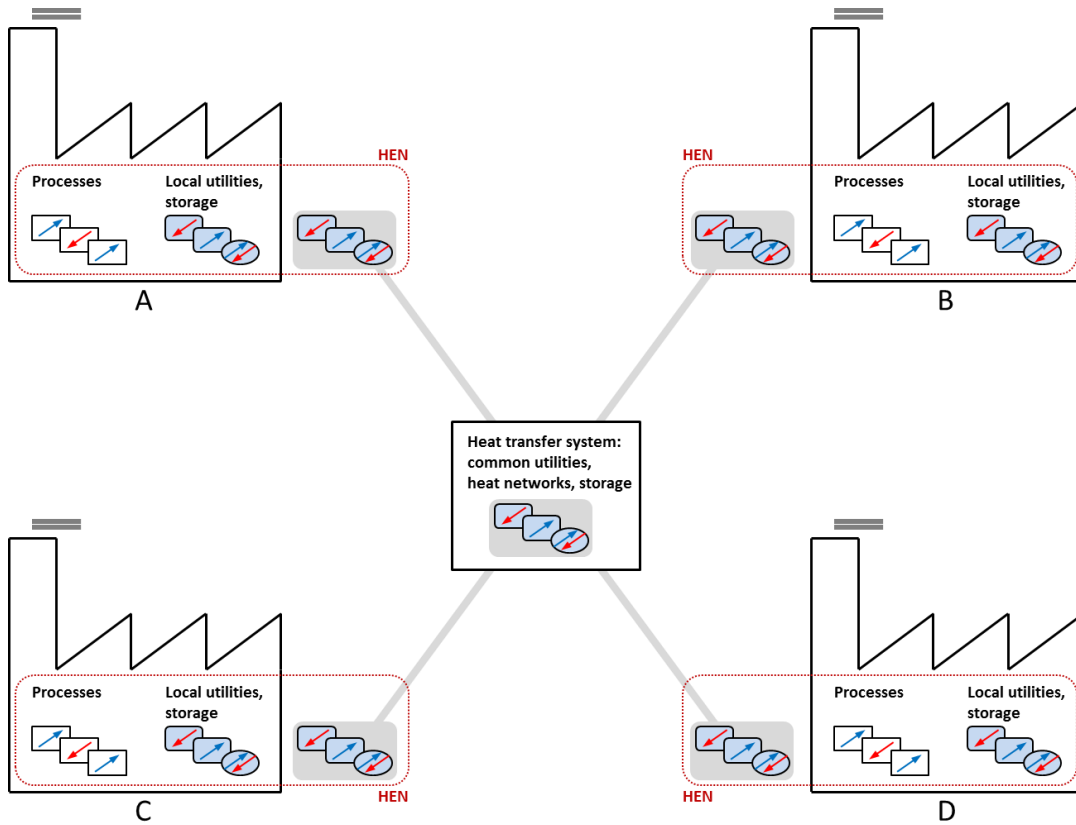 HEN
Processes
Local utilities,
storage
A
HEN
Processes
Local utilities,
storage
B
Heat transfer system:
common utilities,
heat networks, storage
Processes
Local utilities,
storage
HEN
C
Processes
Local utilities,
storage
HEN
D